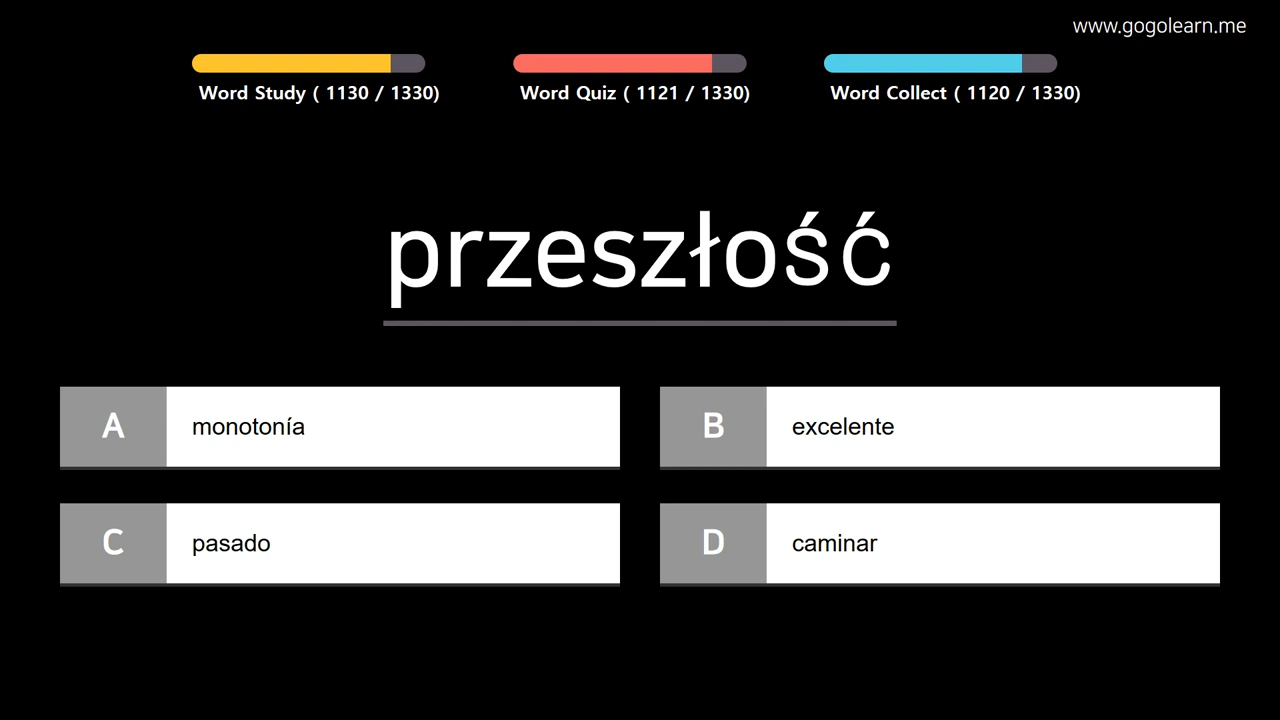 www.gogolearn.me
Word Study ( 1130 / 1330)
Word Quiz ( 1121 / 1330)
Word Collect ( 1120 / 1330)
przeszłość
A monotonía
B excelente
C pasado
D caminar